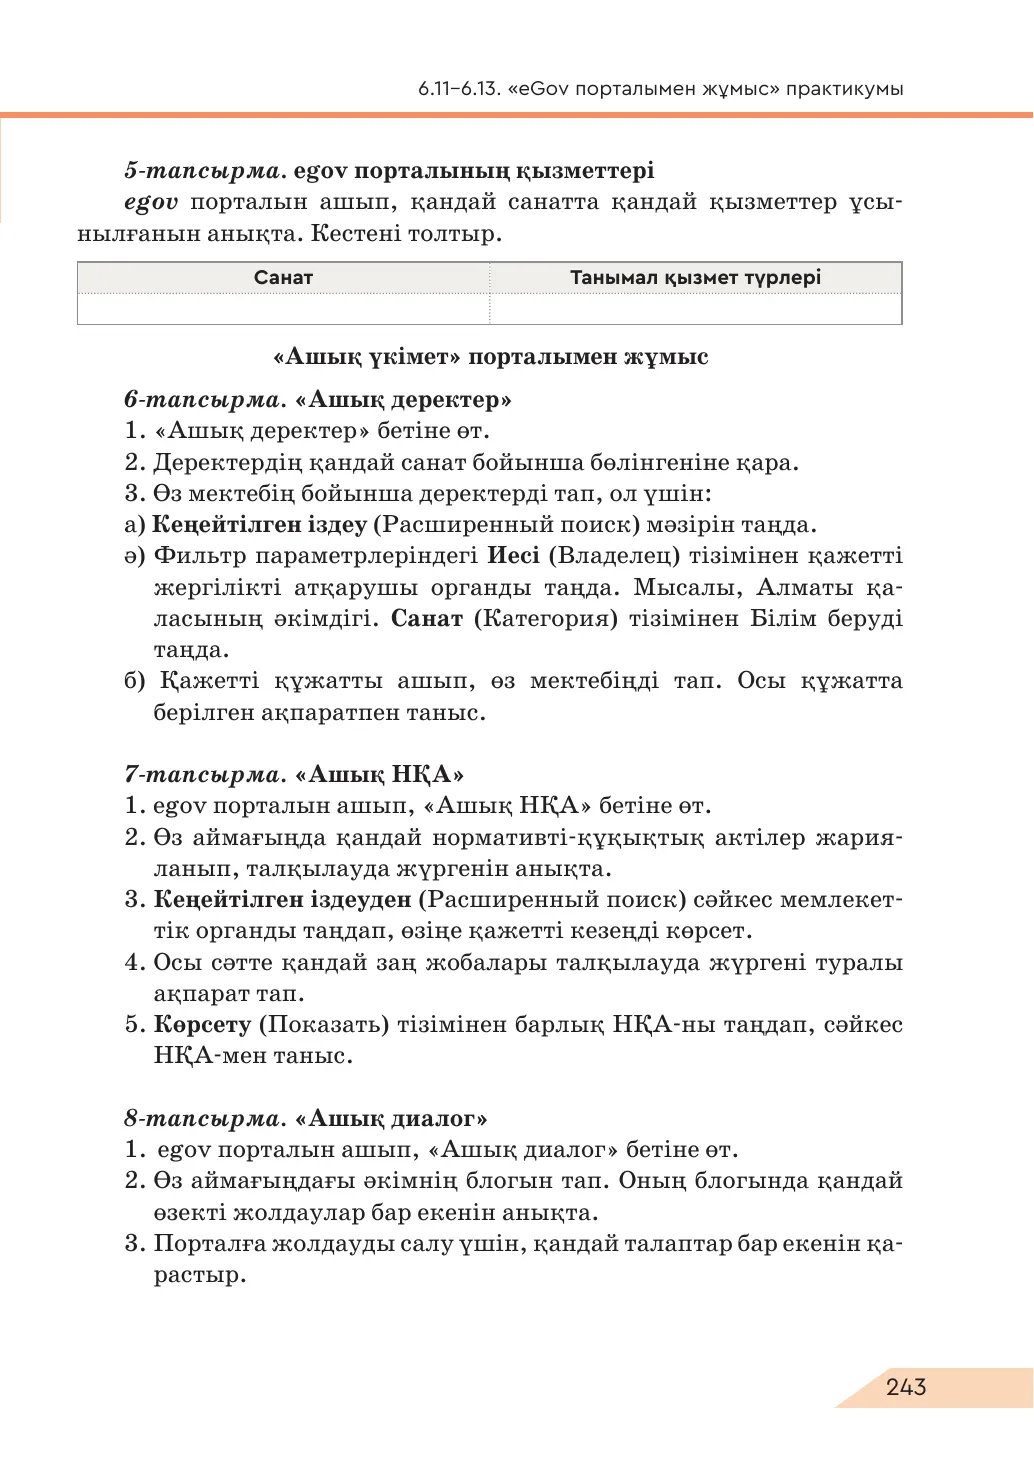 6.11–6.13. «eGov порталымен жұмыс» практикумы
5-тапсырма. egov порталының қызметтері
egov порталын ашып, қандай санатта қандай қызметтер ұсы-
нылғанын анықта. Кестені толтыр.
Санат Танымал қызмет түрлері
«Ашық үкімет» порталымен жұмыс
6-тапсырма. «Ашық деректер»
1. «Ашық деректер» бетіне өт.
2. Деректердің қандай санат бойынша бөлінгеніне қара.
3. Өз мектебің бойынша деректерді тап, ол үшін:
а) Кеңейтілген іздеу (Расширенный поиск) мәзірін таңда.
ә) Фильтр параметрлеріндегі Иесі (Владелец) тізімінен қажетті
жергілікті атқарушы органды таңда. Мысалы, Алматы қа-
ласының әкімдігі. Санат (Категория) тізімінен Білім беруді
таңда.
б) Қажетті құжатты ашып, өз мектебіңді тап. Осы құжатта
берілген ақпаратпен таныс.
7-тапсырма. «Ашық НҚА»
1. egov порталын ашып, «Ашық НҚА» бетіне өт.
2. Өз аймағыңда қандай нормативті-құқықтық актілер жария-
ланып, талқылауда жүргенін анықта.
3. Кеңейтілген іздеуден (Расширенный поиск) сәйкес мемлекет-
тік органды таңдап, өзіңе қажетті кезеңді көрсет.
4. Осы сәтте қандай заң жобалары талқылауда жүргені туралы
ақпарат тап.
5. Көрсету (Показать) тізімінен барлық НҚА-ны таңдап, сәйкес
НҚА-мен таныс.
8-тапсырма. «Ашық диалог»
1. egov порталын ашып, «Ашық диалог» бетіне өт.
2. Өз аймағыңдағы әкімнің блогын тап. Оның блогында қандай
өзекті жолдаулар бар екенін анықта.
3. Порталға жолдауды салу үшін, қандай талаптар бар екенін қа-
растыр.
243